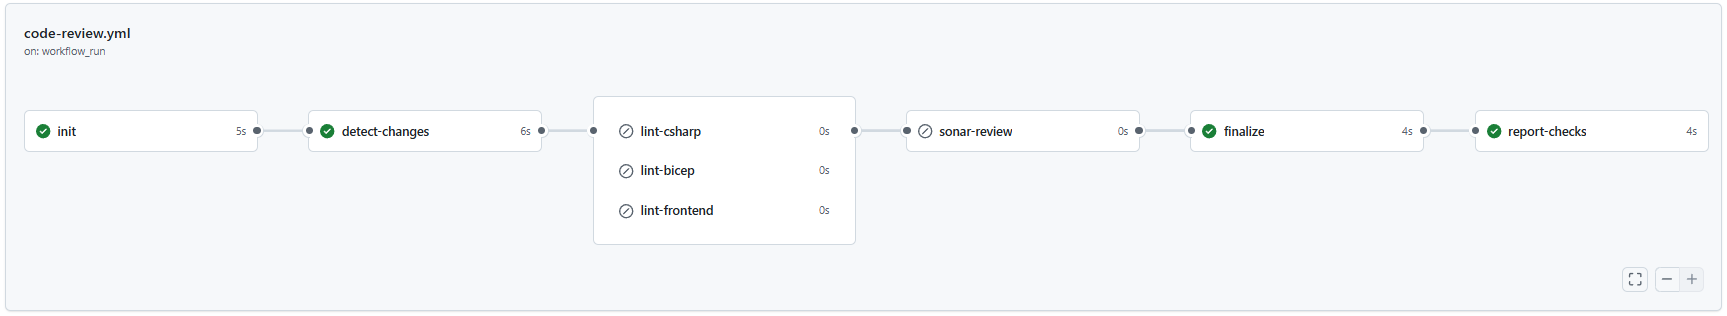 code-review.yml
on: workflow_run
init 5s
detect-changes 6s
lint-csharp 0s
lint-bicep 0s
lint-frontend 0s
sonar-review 0s
finalize 4s
report-checks 4s